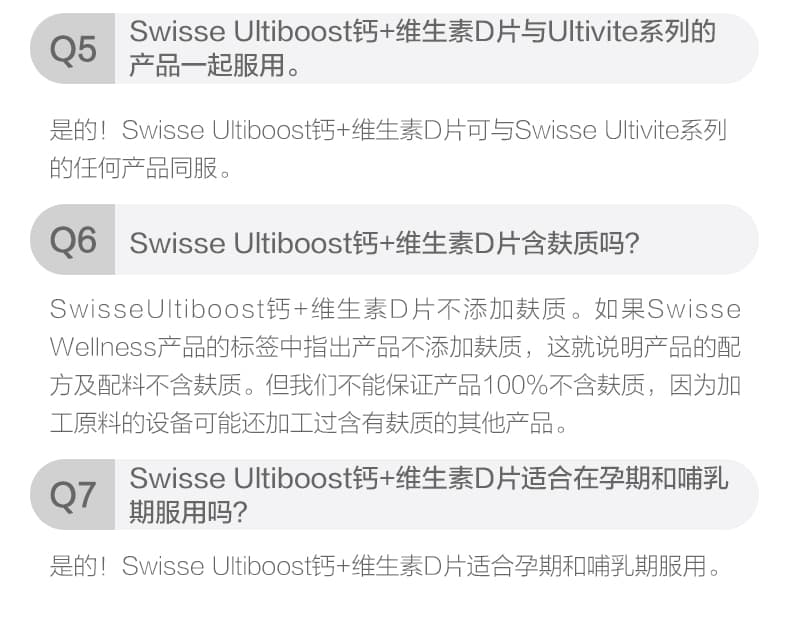 Q5
Swisse Ultiboost钙+维生素D片与Ultivite系列的
产品一起服用。
是的！Swisse Ultiboost钙+维生素D片可与Swisse Ultivite系列
的任何产品同服。
Q6
Swisse Ultiboost钙+维生素D片含麸质吗？
SwisseUltiboost钙+维生素D片不添加麸质。如果Swisse
Wellness产品的标签中指出产品不添加麸质，这就说明产品的配
方及配料不含麸质。但我们不能保证产品100%不含麸质，因为加
工原料的设备可能还加工过含有麸质的其他产品。
Q7
Swisse Ultiboost钙+维生素D片适合在孕期和哺乳
期服用吗？
是的！Swisse Ultiboost钙+维生素D片适合孕期和哺乳期服用。